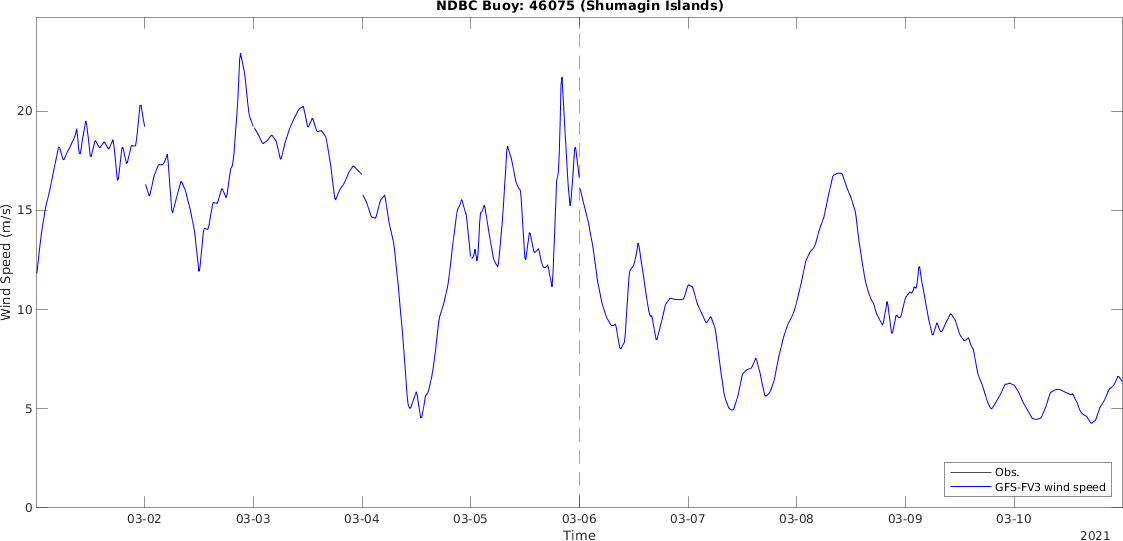 NDBC Buoy: 46075 (Shumagin Islands)
20
15
10
5
0
Wind Speed (m/s)
03-02 03-03 03-04 03-05 03-06 03-07 03-08 03-09 03-10
Time
2021
Obs.
GFS-FV3 wind speed